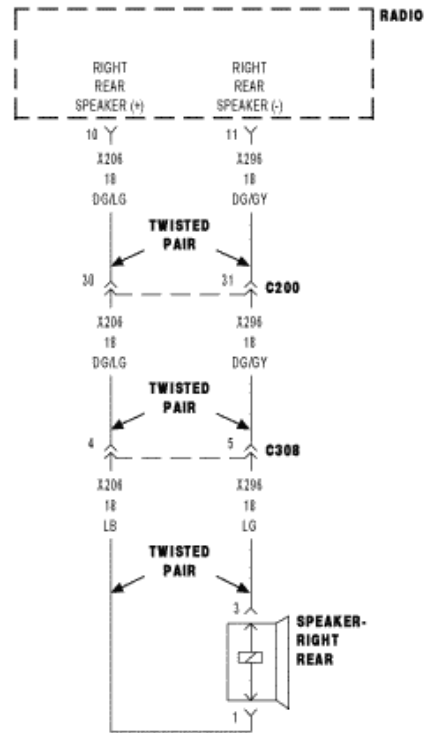 RADIO
RIGHT RIGHT
REAR REAR
SPEAKER (+) SPEAKER (-)
10 11
X206 X296
18 18
DG/LG DG/GY
TWISTED
PAIR
30 31 C200
X206 X296
18 18
DG/LG DG/GY
TWISTED
PAIR
4 5 C308
X206 X296
18 18
LB LG
TWISTED
PAIR
3
SPEAKER-
RIGHT
REAR
1